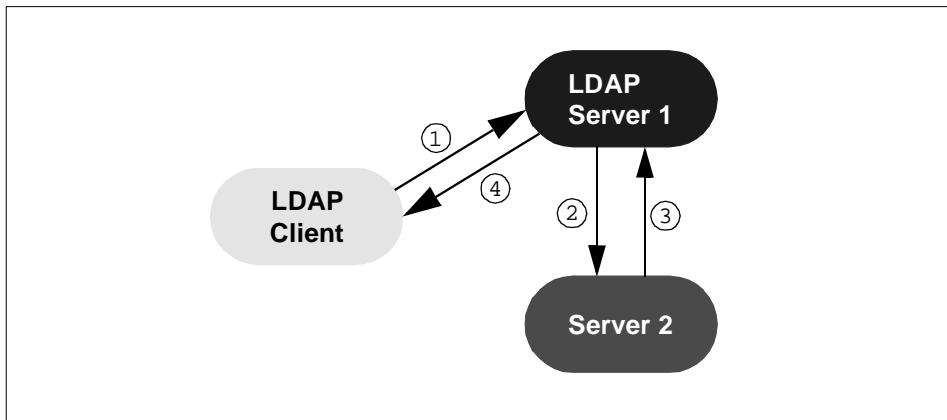 LDAP
Server 1
1
4
LDAP
Client
2
3
Server 2